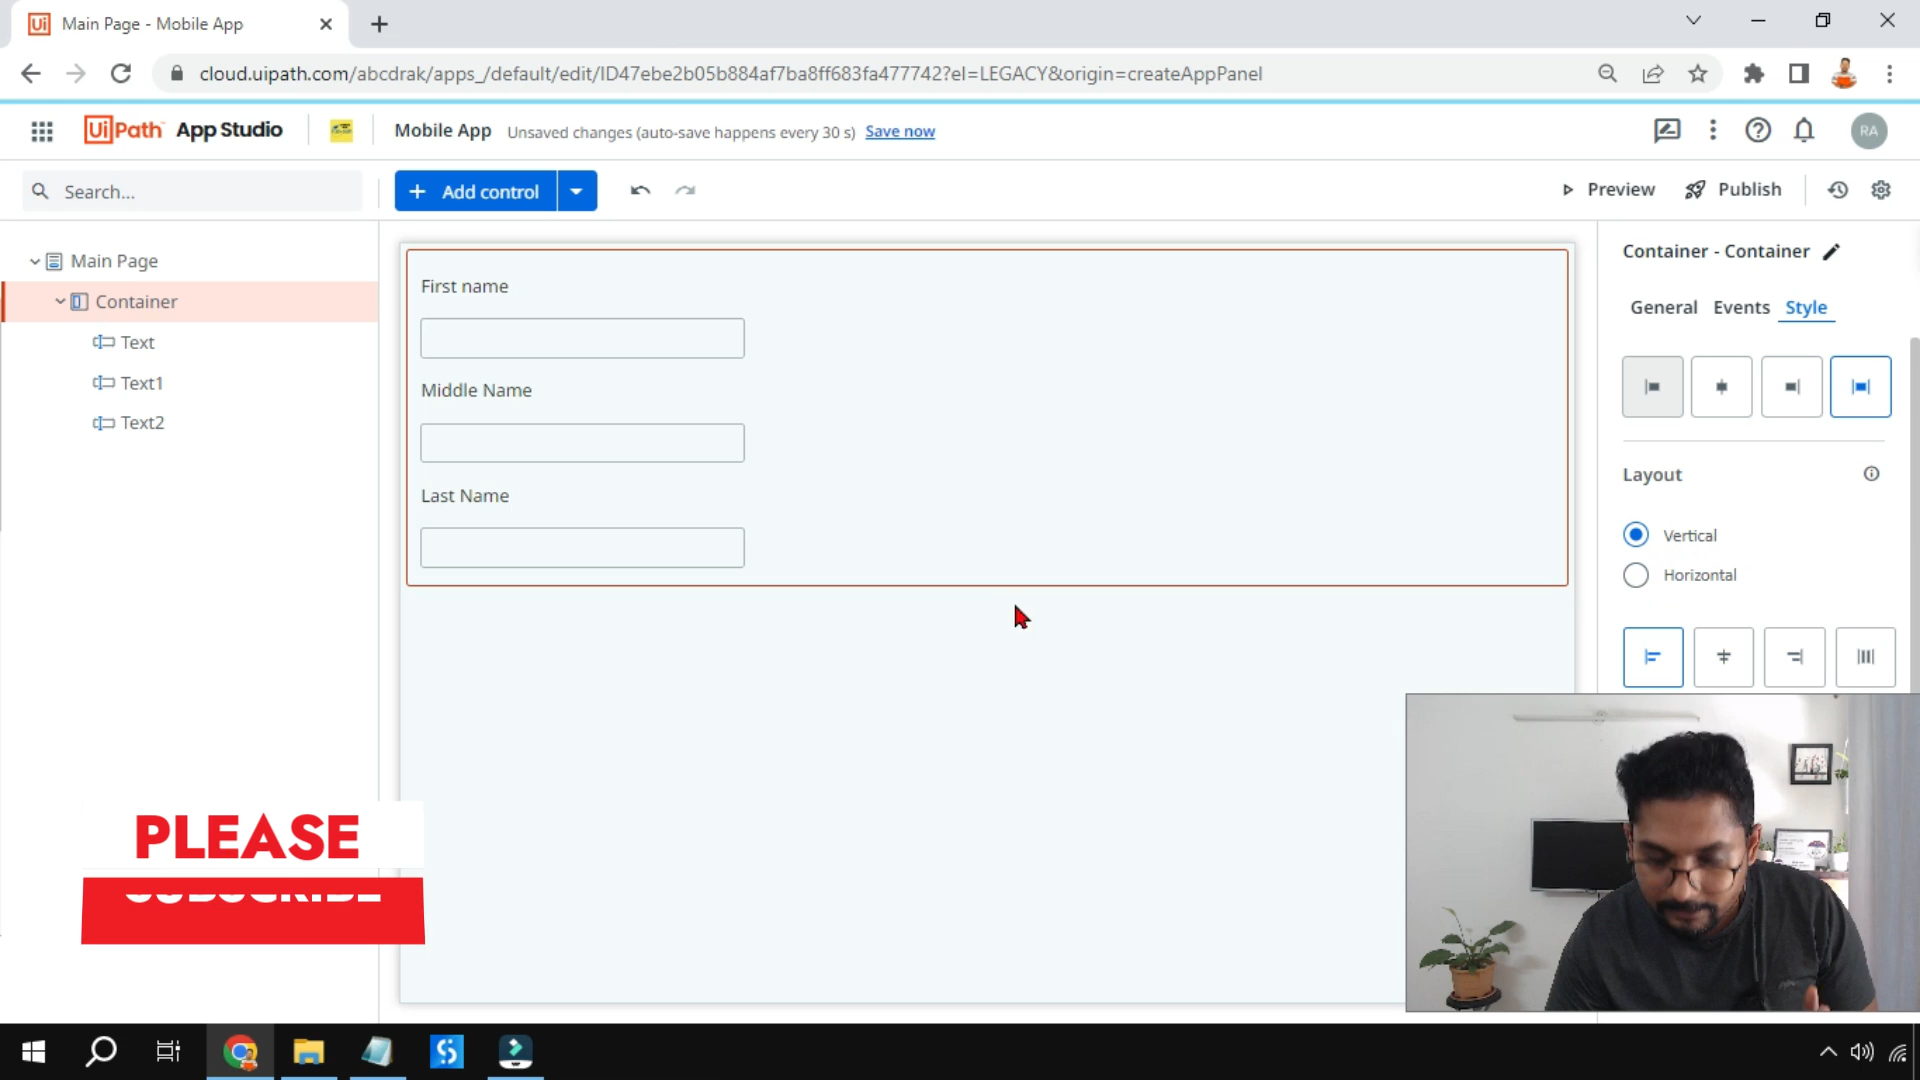 Main Page - Mobile App
cloud.uipath.com/abcdrak/apps_/default/edit/ID47ebe2b05b884af7ba8ff683fa477742?el=LEGACY&origin=createAppPanel
UiPath App Studio
Mobile App
Unsaved changes (auto-save happens every 30 s) Save now
RA
Search...
+ Add control
Preview
Publish
Main Page
Container
Text
Text1
Text2
First name
Middle Name
Last Name
Container - Container
General Events Style
Layout
Vertical
Horizontal
PLEASE
SUBSCRIBE